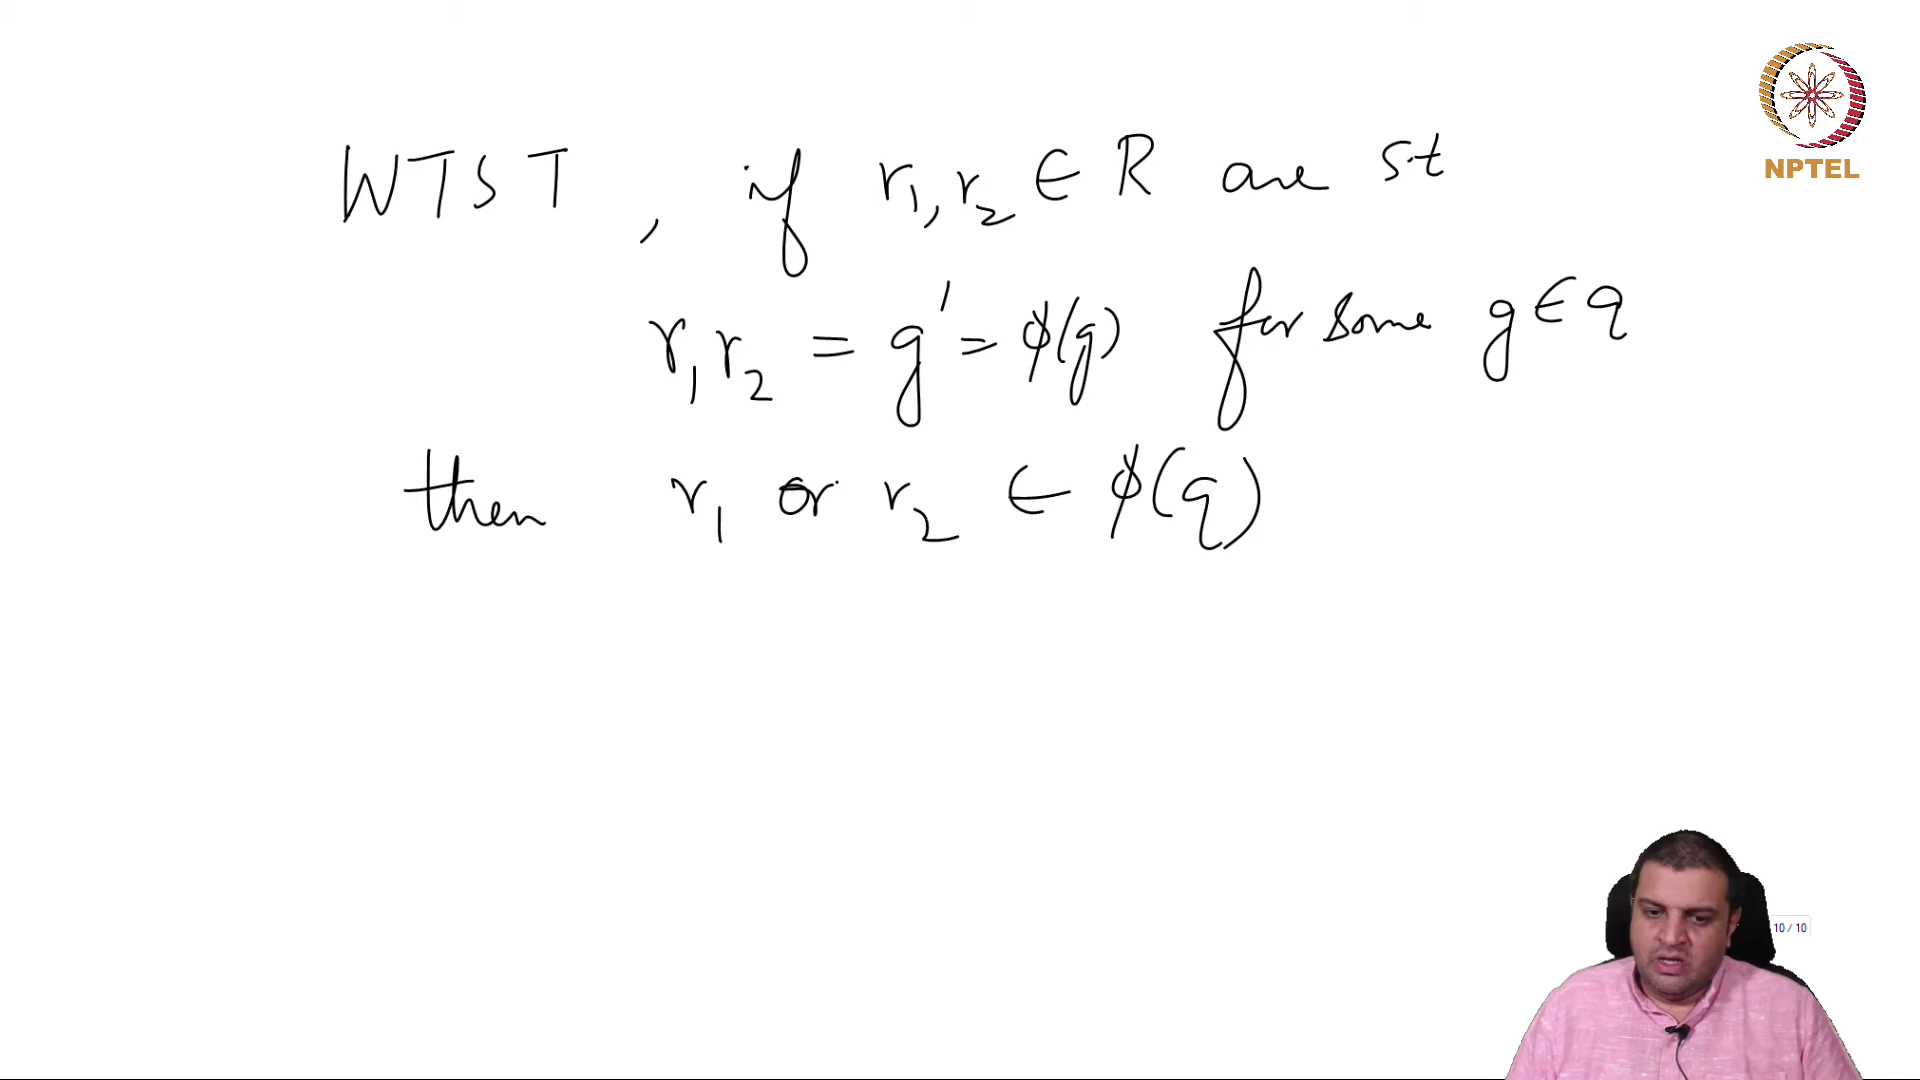 WTST, if r₁, r₂ ∈ R are s.t
r₁r₂ = g' = ϕ(g) for some g ∈ q
then r₁ or r₂ ∈ ϕ(q)
NPTEL
10 / 10